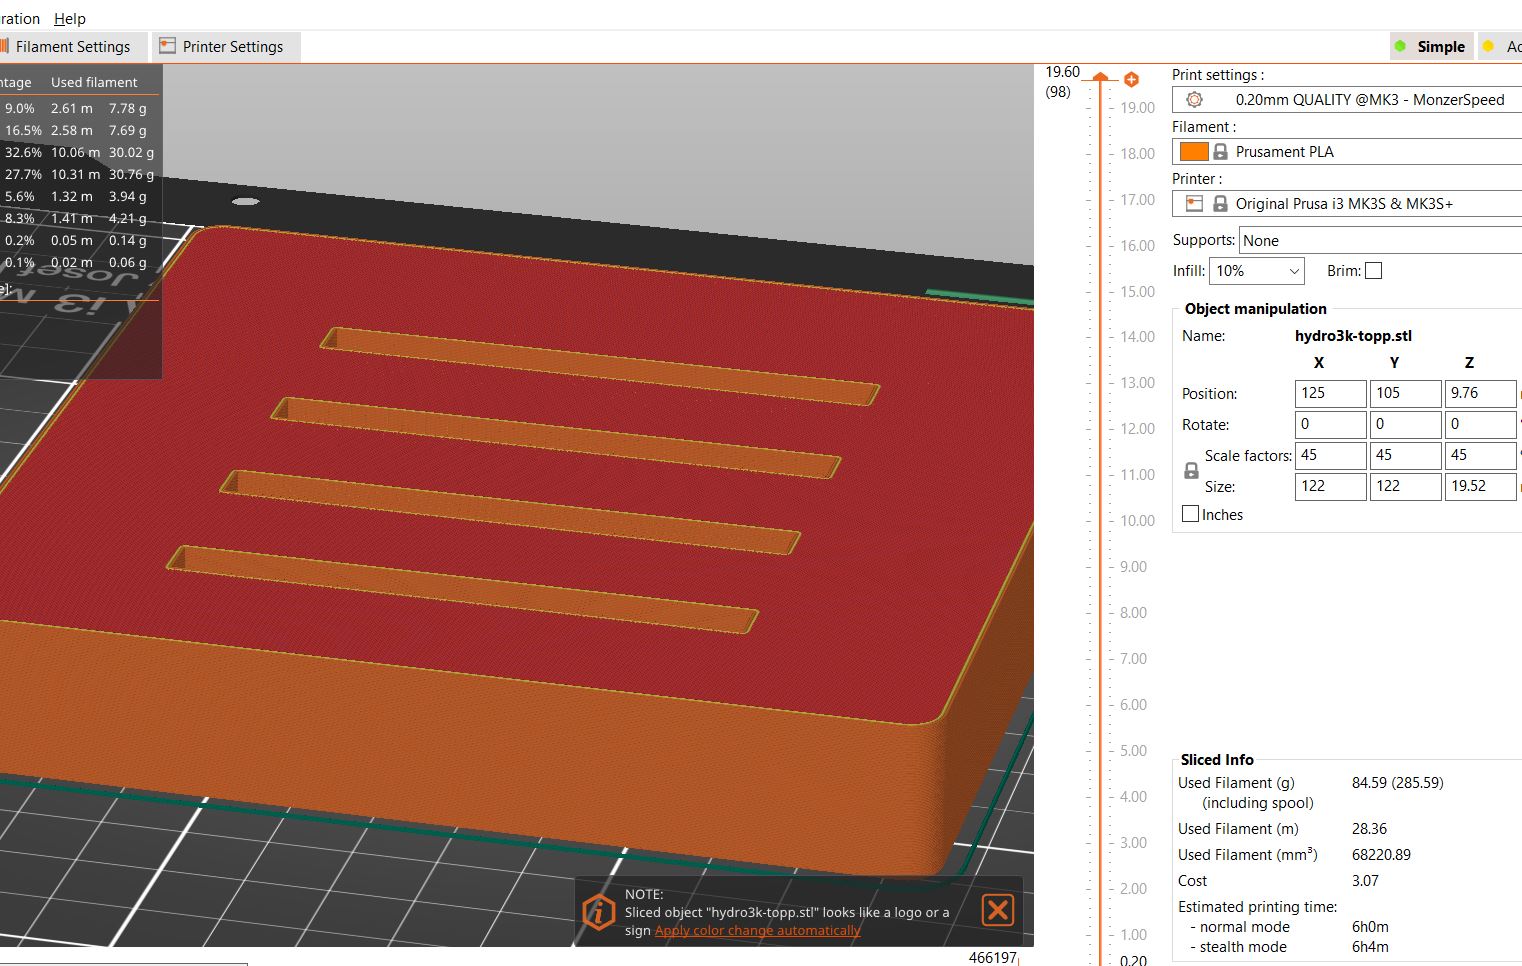 ration Help
Filament Settings Printer Settings Simple Ad
ntage Used filament
9.0% 2.61 m 7.78 g
16.5% 2.58 m 7.69 g
32.6% 10.06 m 30.02 g
27.7% 10.31 m 30.76 g
5.6% 1.32 m 3.94 g
8.3% 1.41 m 4.21 g
0.2% 0.05 m 0.14 g
0.1% 0.02 m 0.06 g
e]:
Josef
i3 M
19.60
(98)
19.00
18.00
17.00
16.00
15.00
14.00
13.00
12.00
11.00
10.00
9.00
8.00
7.00
6.00
5.00
4.00
3.00
2.00
1.00
0.20
466197
Print settings :
0.20mm QUALITY @MK3 - MonzerSpeed
Filament :
Prusament PLA
Printer :
Original Prusa i3 MK3S & MK3S+
Supports: None
Infill: 10% Brim:
Object manipulation
Name: hydro3k-topp.stl
X Y Z
Position: 125 105 9.76
Rotate: 0 0 0
Scale factors: 45 45 45
Size: 122 122 19.52
Inches
Sliced Info
Used Filament (g) 84.59 (285.59)
(including spool)
Used Filament (m) 28.36
Used Filament (mm³) 68220.89
Cost 3.07
Estimated printing time:
- normal mode 6h0m
- stealth mode 6h4m
NOTE:
Sliced object "hydro3k-topp.stl" looks like a logo or a
sign Apply color change automatically